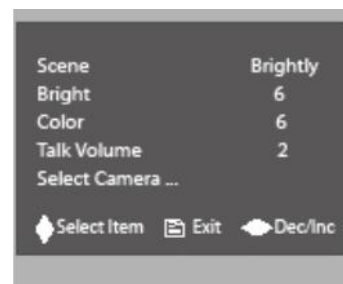 Scene Brightly
Bright 6
Color 6
Talk Volume 2
Select Camera ...
Select Item Exit Dec/Inc